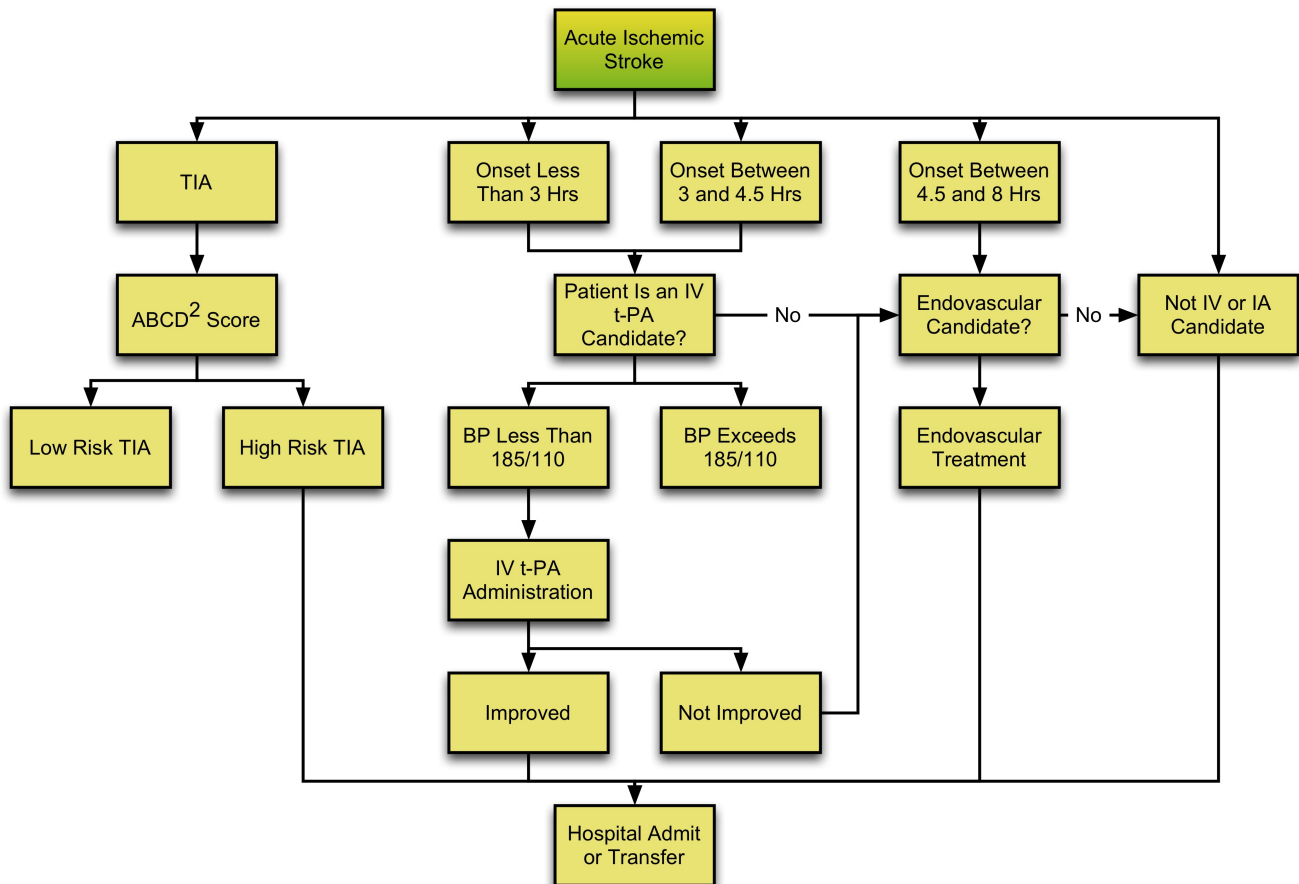 Acute Ischemic
Stroke
TIA
Onset Less
Than 3 Hrs
Onset Between
3 and 4.5 Hrs
Onset Between
4.5 and 8 Hrs
ABCD² Score
Patient Is an IV
t-PA
Candidate?
No
Endovascular
Candidate?
No
Not IV or IA
Candidate
Low Risk TIA
High Risk TIA
BP Less Than
185/110
BP Exceeds
185/110
Endovascular
Treatment
IV t-PA
Administration
Improved
Not Improved
Hospital Admit
or Transfer